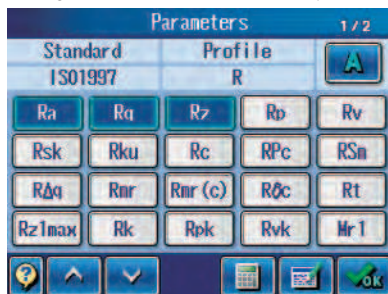 Parameters 1/2
Standard Profile
ISO1997 R
A
Ra Rq Rz Rp Rv
Rsk Rku Rc RPc RSm
RΔq Rmr Rmr(c) Rδc Rt
Rz1max Rk Rpk Rvk Mr1
? OK